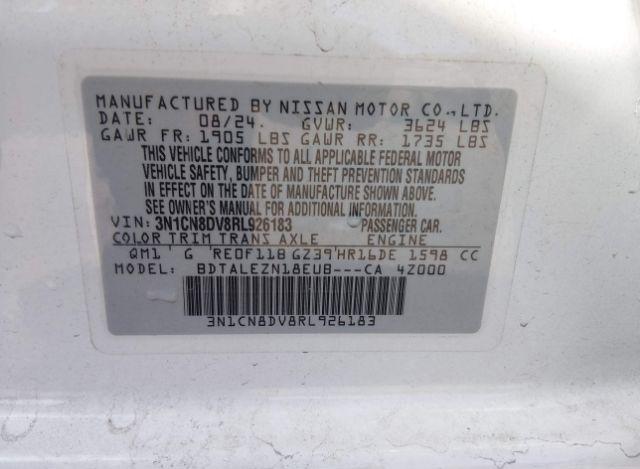 MANUFACTURED BY NISSAN MOTOR CO., LTD.
DATE: 08/24. GVWR: 3624 LBS
GAWR FR: 1905 LBS GAWR RR: 1735 LBS
THIS VEHICLE CONFORMS TO ALL APPLICABLE FEDERAL MOTOR
VEHICLE SAFETY, BUMPER AND THEFT PREVENTION STANDARDS
IN EFFECT ON THE DATE OF MANUFACTURE SHOWN ABOVE.
SEE OWNER'S MANUAL FOR ADDITIONAL INFORMATION.
VIN: 3N1CN8DV8RL926183 PASSENGER CAR.
COLOR TRIM TRANS AXLE ENGINE
QM1' G 'RE0F11B GZ39'HR16DE 1598 CC
MODEL: BDTALEZN18EUB---CA 4Z000
3N1CN8DV8RL926183